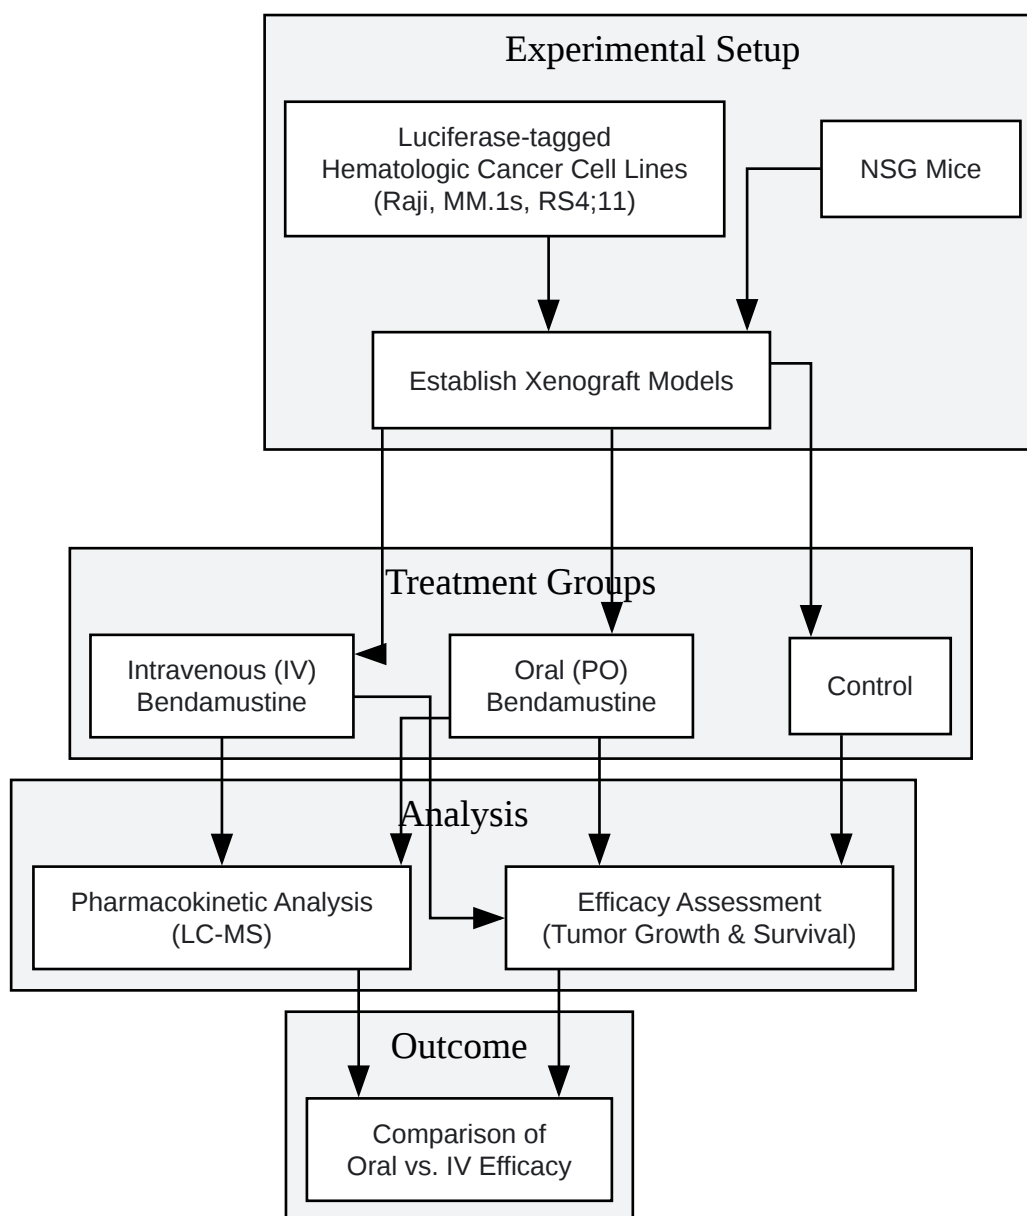 Experimental Setup
Luciferase-tagged
Hematologic Cancer Cell Lines
(Raji, MM.1s, RS4;11)
NSG Mice
Establish Xenograft Models
Treatment Groups
Intravenous (IV)
Bendamustine
Oral (PO)
Bendamustine
Control
Analysis
Pharmacokinetic Analysis
(LC-MS)
Efficacy Assessment
(Tumor Growth & Survival)
Outcome
Comparison of
Oral vs. IV Efficacy